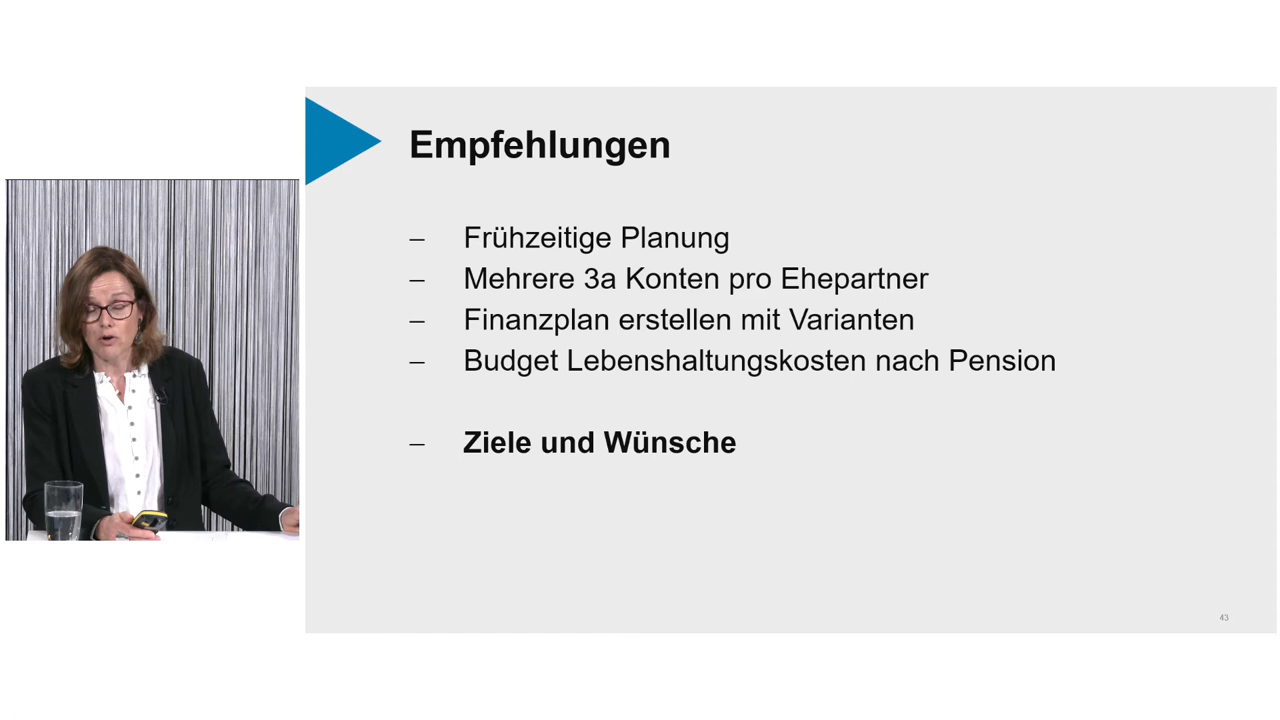 Empfehlungen
– Frühzeitige Planung
– Mehrere 3a Konten pro Ehepartner
– Finanzplan erstellen mit Varianten
– Budget Lebenshaltungskosten nach Pension
– Ziele und Wünsche
43